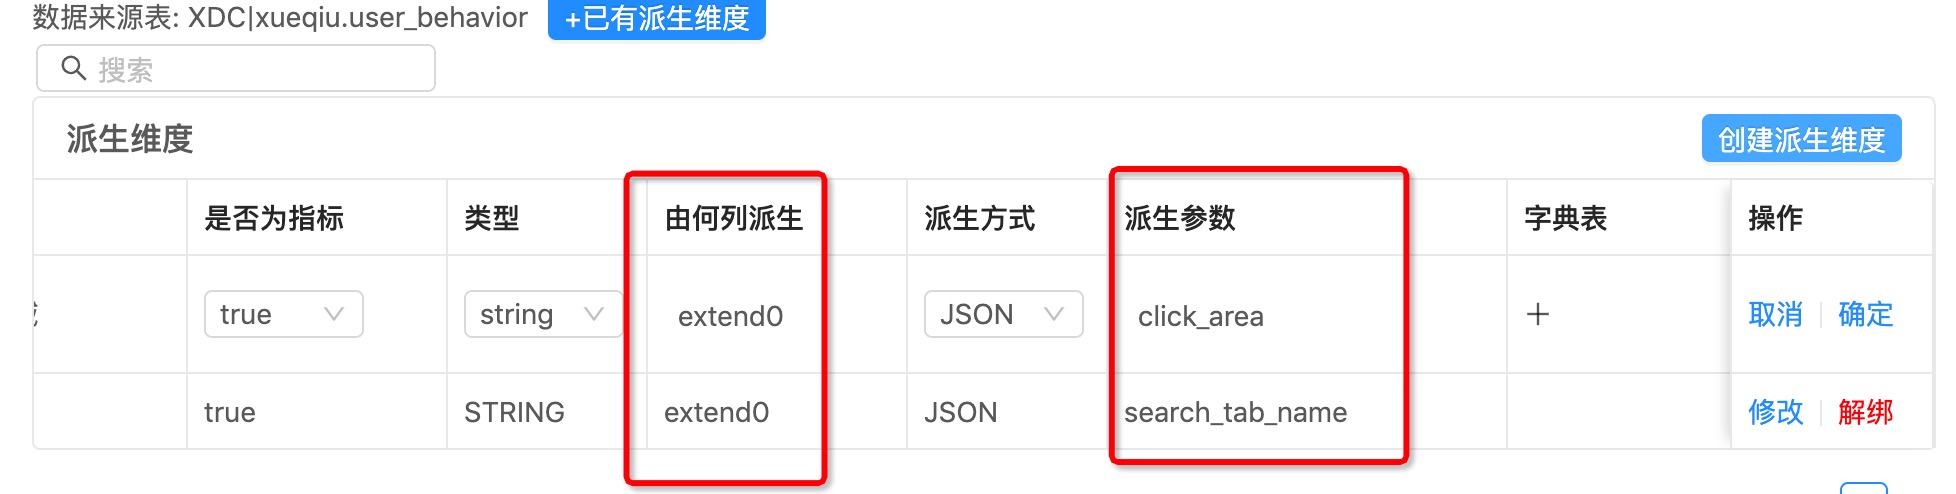 数据来源表: XDC|xueqiu.user_behavior +已有派生维度
搜索
派生维度 创建派生维度
是否为指标 类型 由何列派生 派生方式 派生参数 字典表 操作
true string extend0 JSON click_area + 取消 确定
true STRING extend0 JSON search_tab_name 修改 解绑